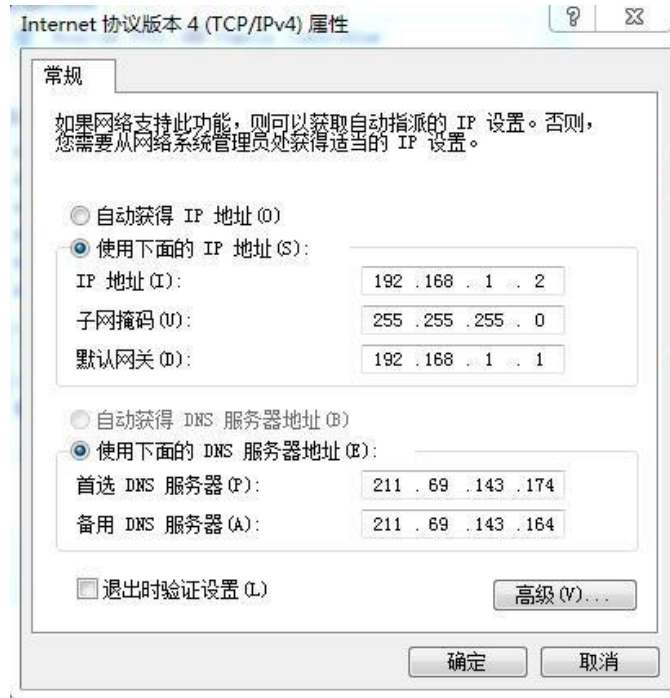 Internet 协议版本 4 (TCP/IPv4) 属性
常规
如果网络支持此功能，则可以获取自动指派的 IP 设置。否则，
您需要从网络系统管理员处获得适当的 IP 设置。
自动获得 IP 地址(O)
使用下面的 IP 地址(S):
IP 地址(I): 192 .168 . 1 . 2
子网掩码(U): 255 .255 .255 . 0
默认网关(D): 192 .168 . 1 . 1
自动获得 DNS 服务器地址(B)
使用下面的 DNS 服务器地址(E):
首选 DNS 服务器(P): 211 . 69 .143 .174
备用 DNS 服务器(A): 211 . 69 .143 .164
退出时验证设置(L)
高级(V)...
确定 取消